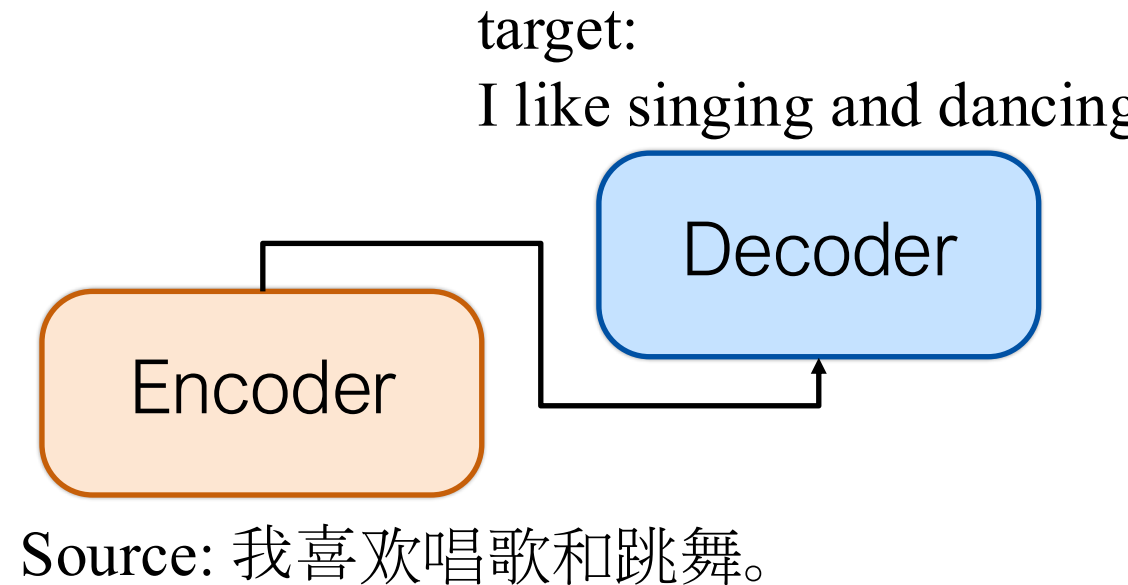 target:
I like singing and dancing
Decoder
Encoder
Source: 我喜欢唱歌和跳舞。